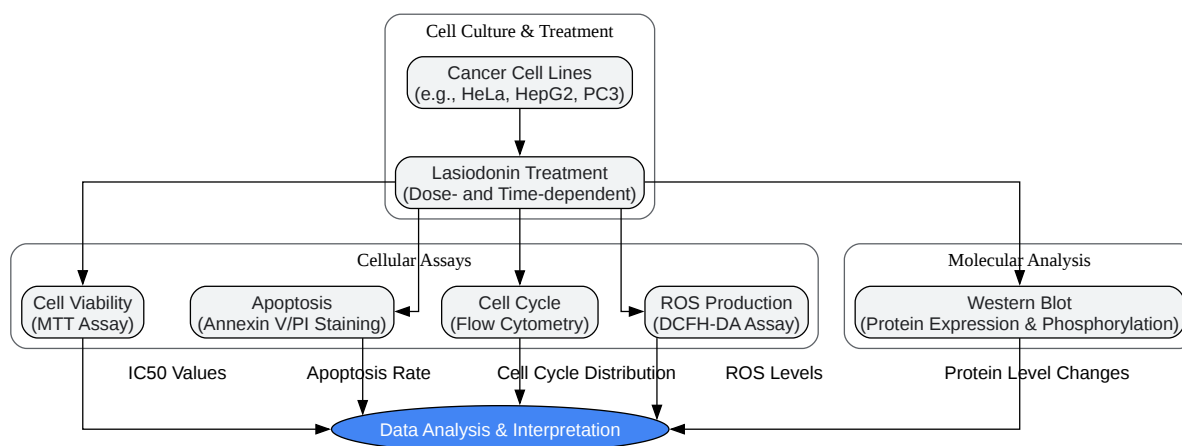 Cell Culture & Treatment
Cancer Cell Lines
(e.g., HeLa, HepG2, PC3)
Lasiodonin Treatment
(Dose- and Time-dependent)
Cellular Assays
Molecular Analysis
Cell Viability
(MTT Assay)
Apoptosis
(Annexin V/PI Staining)
Cell Cycle
(Flow Cytometry)
ROS Production
(DCFH-DA Assay)
Western Blot
(Protein Expression & Phosphorylation)
IC50 Values
Apoptosis Rate
Cell Cycle Distribution
ROS Levels
Protein Level Changes
Data Analysis & Interpretation